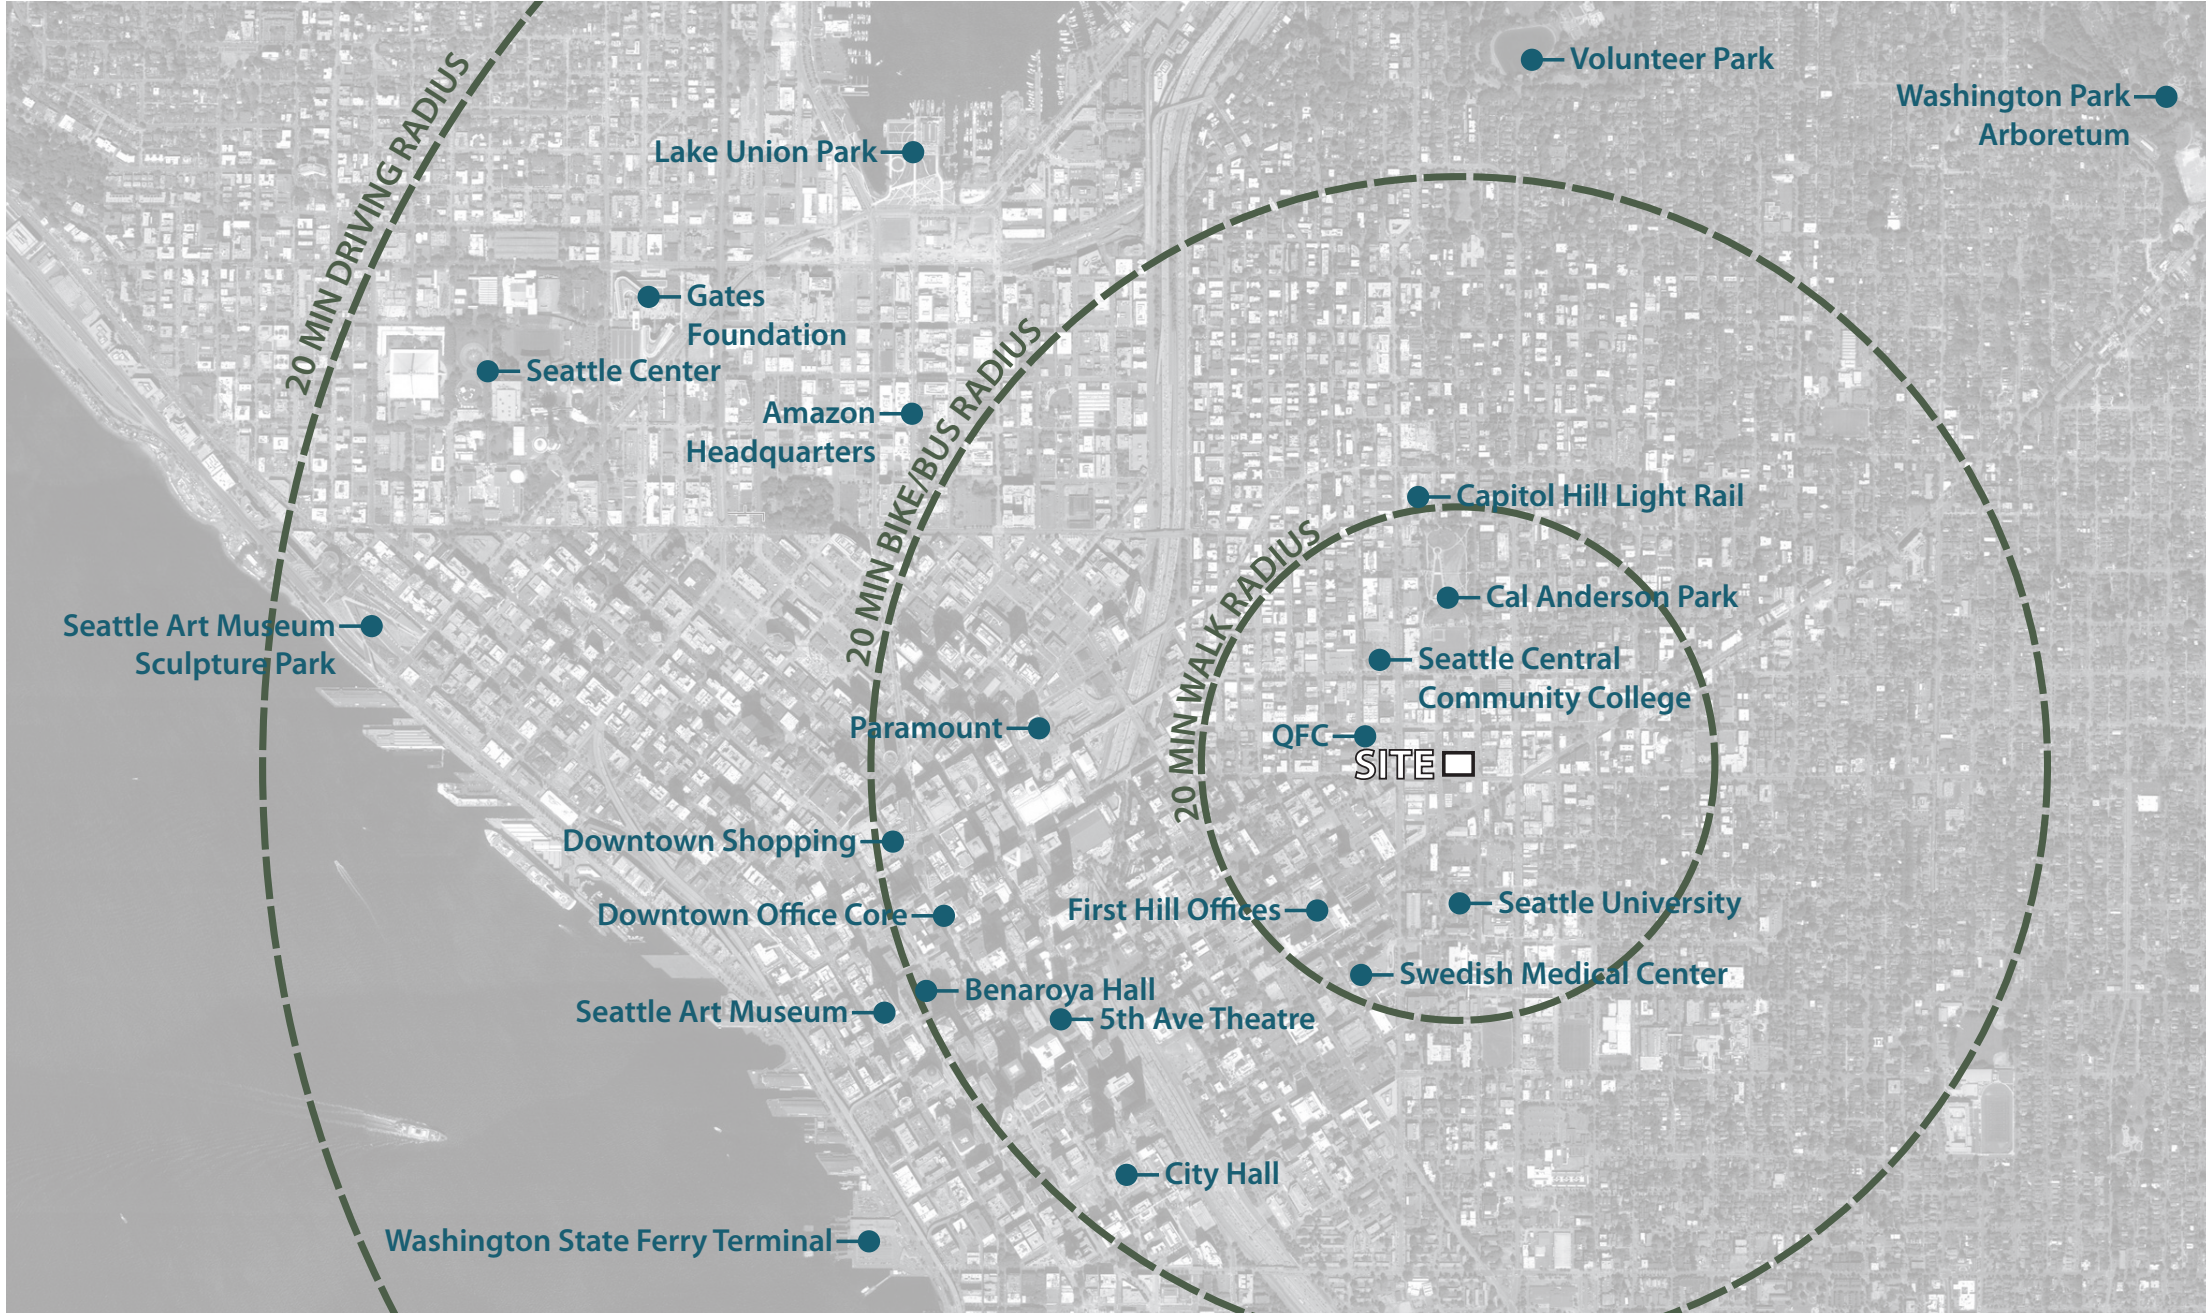 Volunteer Park
Washington Park
Arboretum
20 MIN DRIVING RADIUS
Lake Union Park
Gates
Foundation
Seattle Center
20 MIN BIKE/BUS RADIUS
Amazon
Headquarters
Capitol Hill Light Rail
20 MIN WALK RADIUS
Cal Anderson Park
Seattle Art Museum
Sculpture Park
Seattle Central
Community College
Paramount
QFC
SITE
Downtown Shopping
Downtown Office Core
First Hill Offices
Seattle University
Swedish Medical Center
Benaroya Hall
Seattle Art Museum
5th Ave Theatre
City Hall
Washington State Ferry Terminal